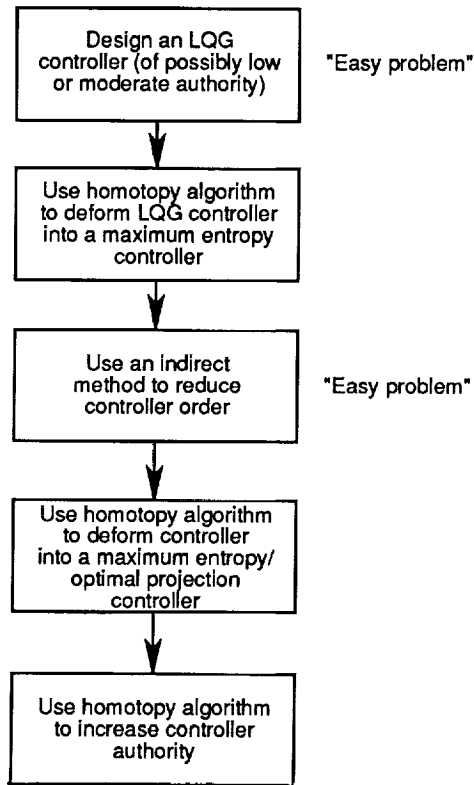 Design an LQG
controller (of possibly low
or moderate authority)
"Easy problem"
Use homotopy algorithm
to deform LQG controller
into a maximum entropy
controller
Use an indirect
method to reduce
controller order
"Easy problem"
Use homotopy algorithm
to deform controller
into a maximum entropy/
optimal projection
controller
Use homotopy algorithm
to increase controller
authority